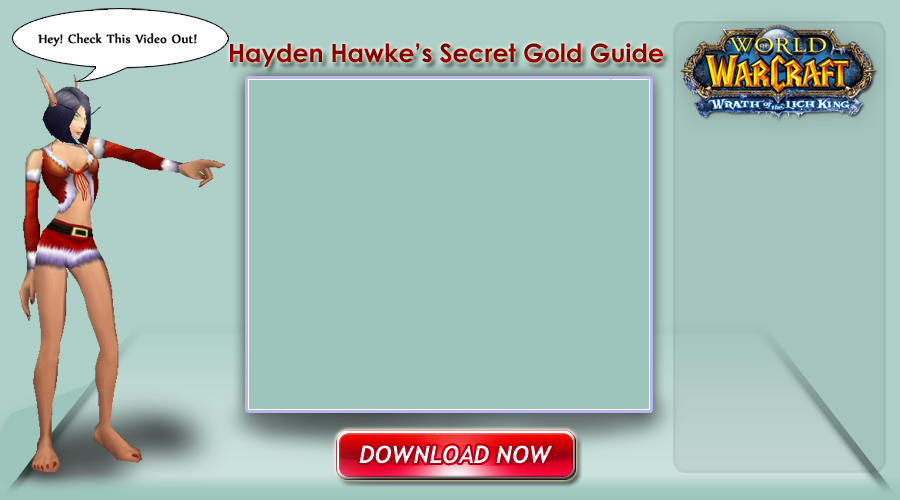 Hey! Check This Video Out!
Hayden Hawke's Secret Gold Guide
WORLD
OF
WARCRAFT
WRATH OF THE LICH KING
DOWNLOAD NOW